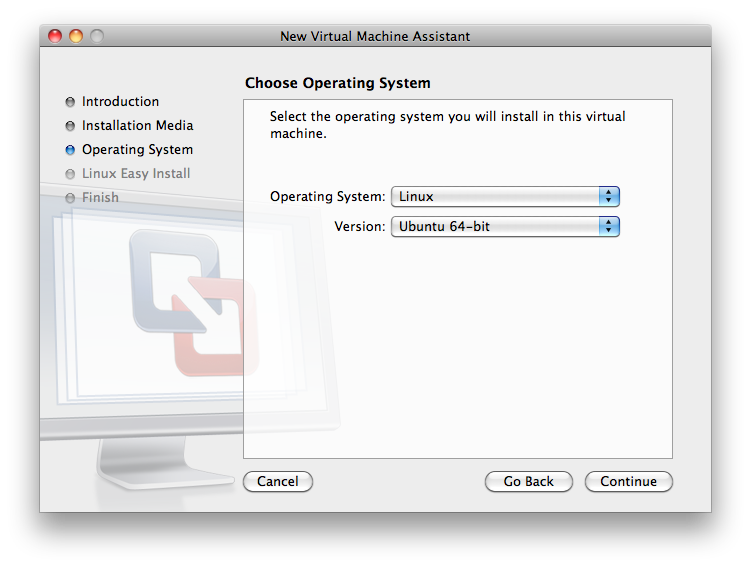 New Virtual Machine Assistant
Choose Operating System
Introduction
Installation Media
Operating System
Linux Easy Install
Finish
Select the operating system you will install in this virtual
machine.
Operating System: Linux
Version: Ubuntu 64-bit
Cancel Go Back Continue